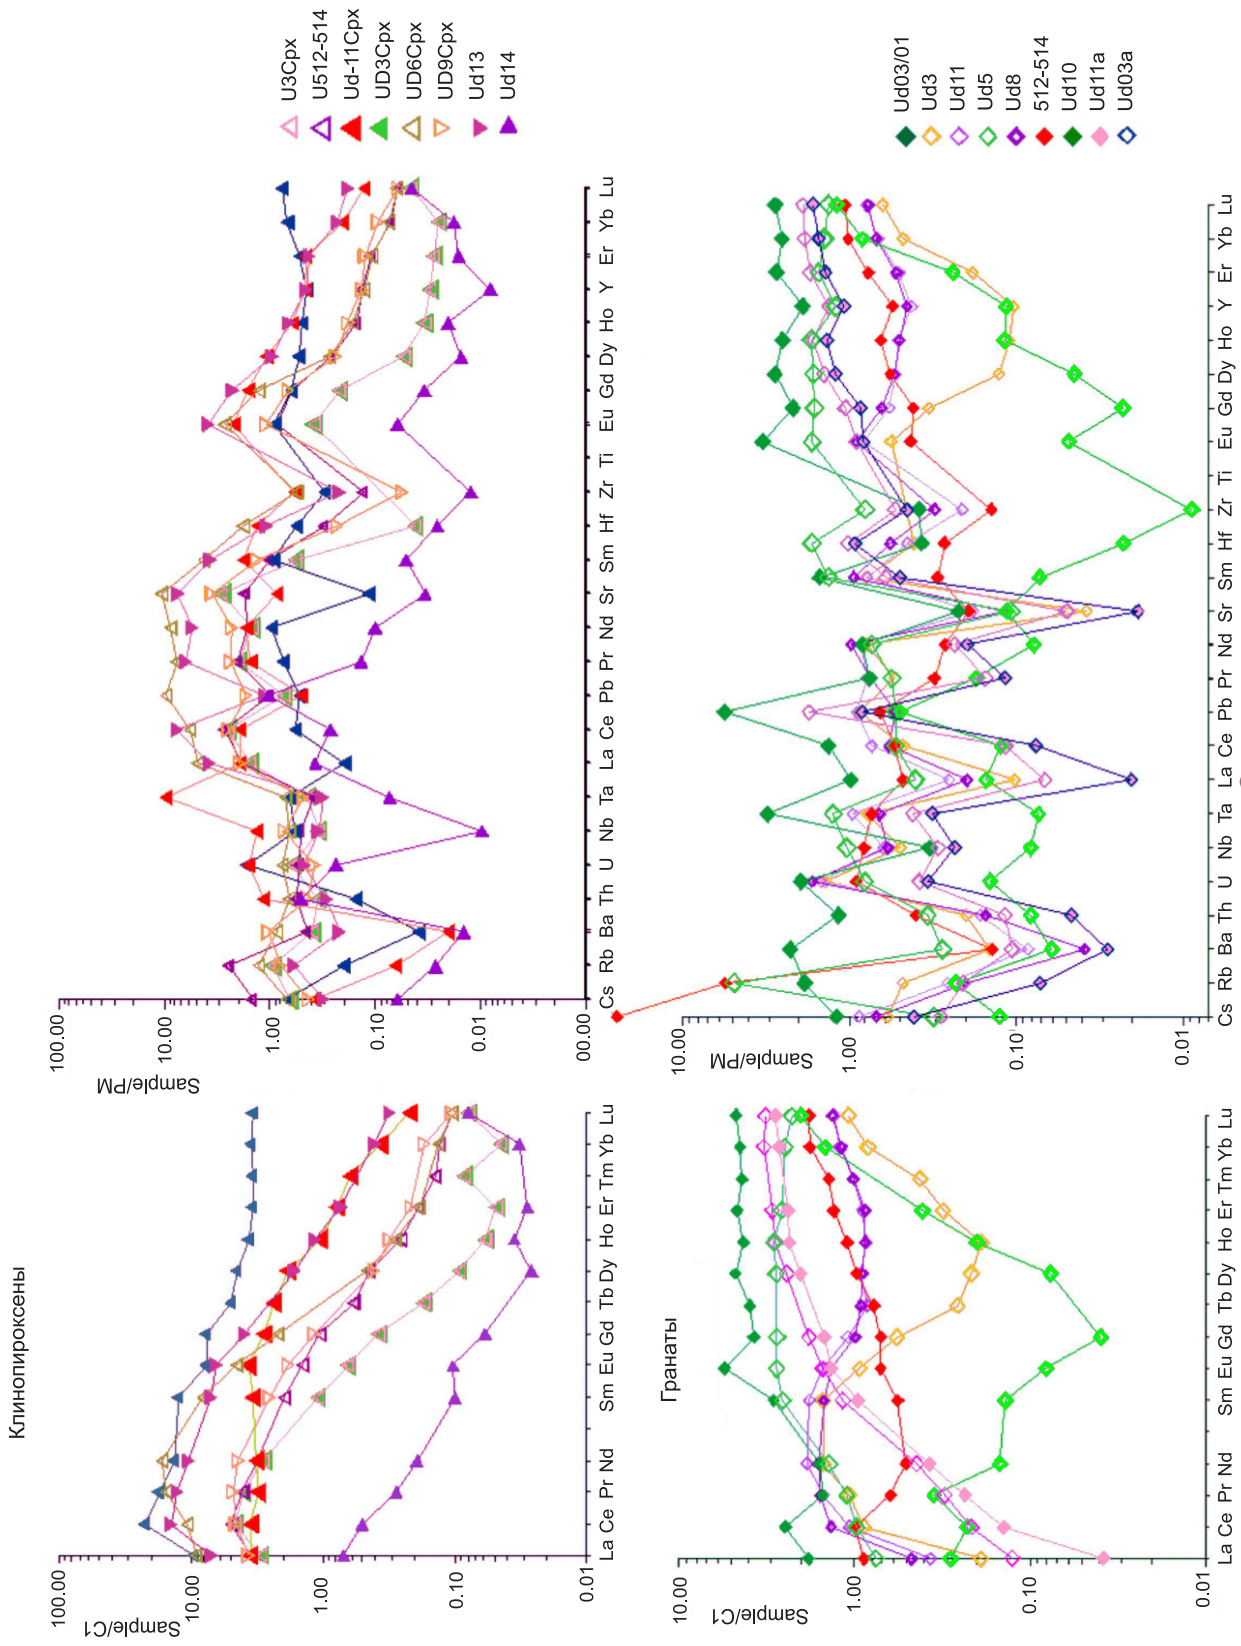 Клинопироксены
Sample/C1
100.00
10.00
1.00
0.10
0.01
La Ce Pr Nd Sm Eu Gd Tb Dy Ho Er Tm Yb Lu
Sample/PM
100.00
10.00
1.00
0.10
0.01
00.00
Cs Rb Ba Th U Nb Ta La Ce Pb Pr Nd Sr Sm Hf Zr Ti Eu Gd Dy Ho Y Er Yb Lu
U3Cpx
U512-514
Ud-11Cpx
UD3Cpx
UD6Cpx
UD9Cpx
Ud13
Ud14
Гранаты
Sample/C1
10.00
1.00
0.10
0.01
La Ce Pr Nd Sm Eu Gd Tb Dy Ho Er Tm Yb Lu
Sample/PM
10.00
1.00
0.10
0.01
Cs Rb Ba Th U Nb Ta La Ce Pb Pr Nd Sr Sm Hf Zr Ti Eu Gd Dy Ho Y Er Yb Lu
Ud03/01
Ud3
Ud11
Ud5
Ud8
512-514
Ud10
Ud11a
Ud03a